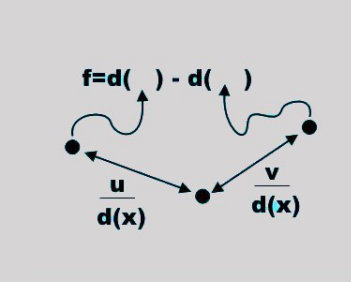 f=d( ) - d( )
u
d(x)
v
d(x)